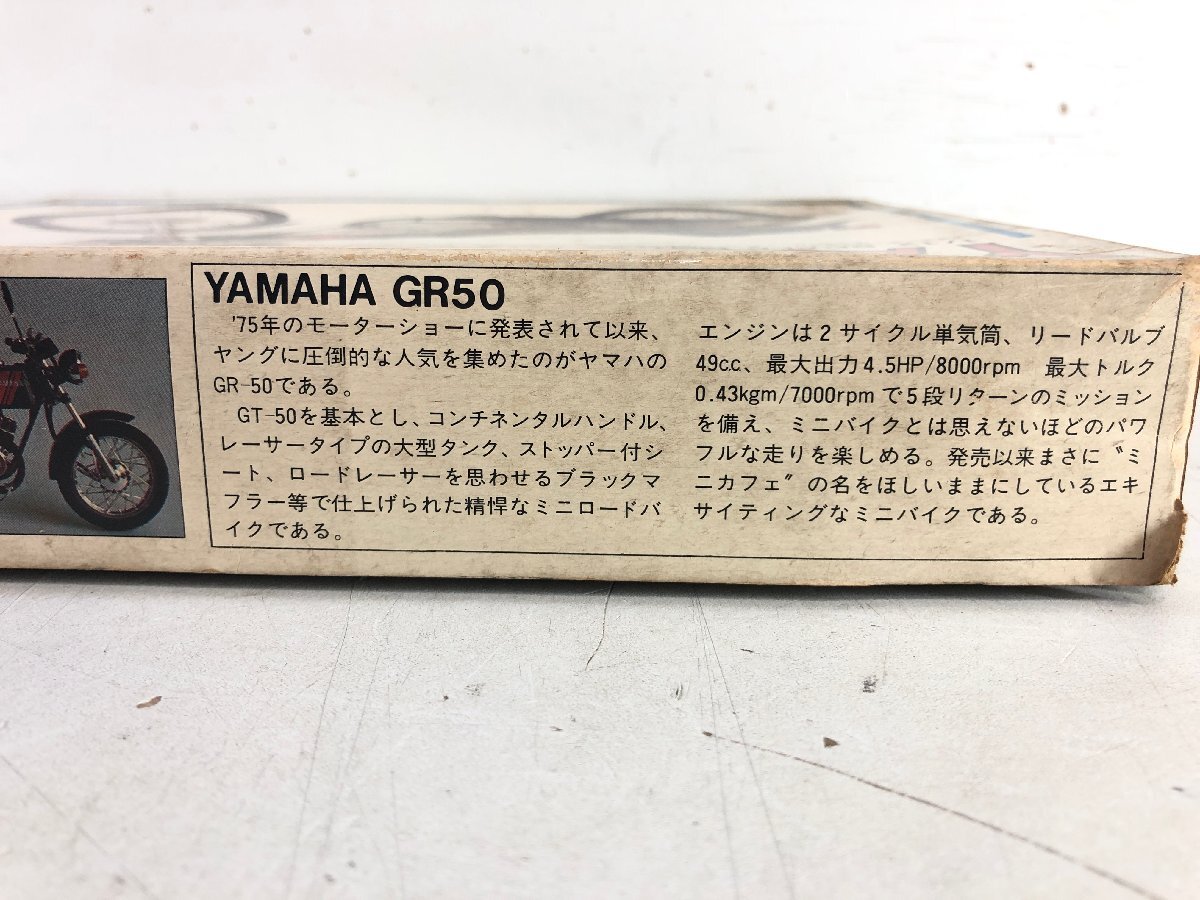 YAMAHA GR50
'75年のモーターショーに発表されて以来、
ヤングに圧倒的な人気を集めたのがヤマハの
GR-50である。
GT-50を基本とし、コンチネンタルハンドル、
レーサータイプの大型タンク、ストッパー付シ
ート、ロードレーサーを思わせるブラックマ
フラー等で仕上げられた精悍なミニロードバ
イクである。
エンジンは2サイクル単気筒、リードバルブ
49c.c、最大出力4.5HP/8000rpm 最大トルク
0.43kgm/7000rpmで5段リターンのミッション
を備え、ミニバイクとは思えないほどのパワ
フルな走りを楽しめる。発売以来まさに〝ミ
ニカフェ〞の名をほしいままにしているエキ
サイティングなミニバイクである。